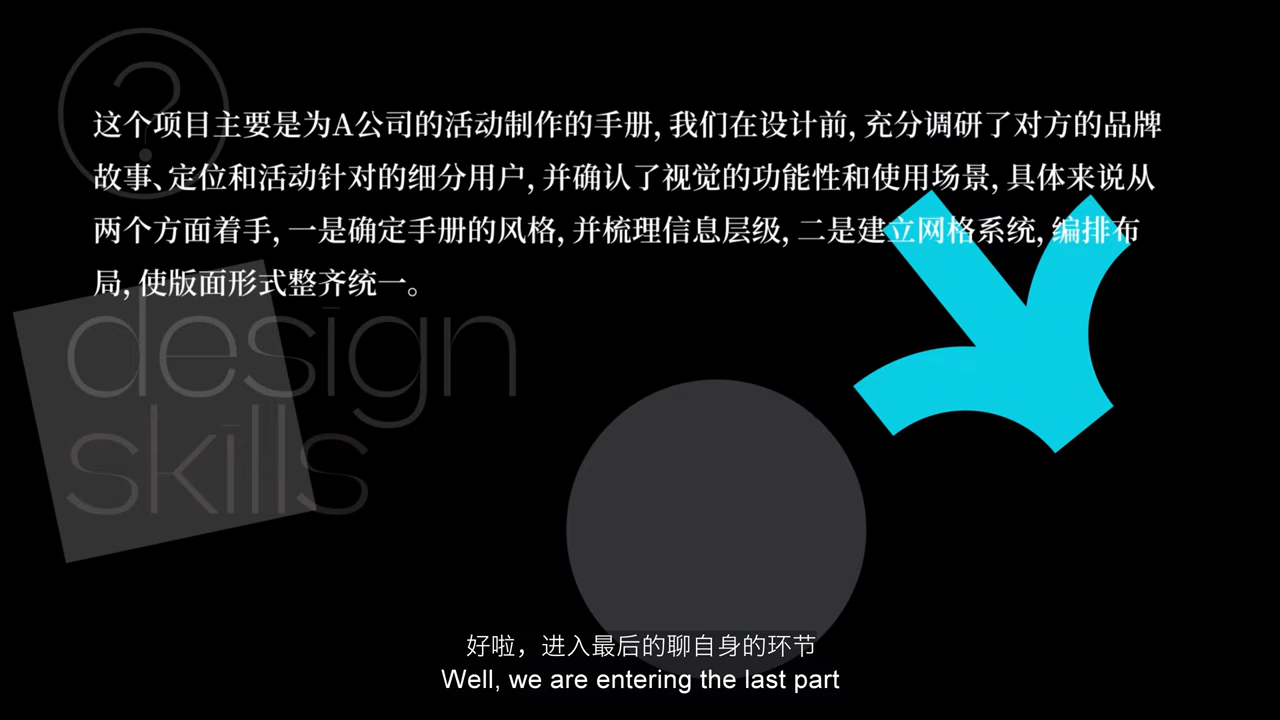 ?
这个项目主要是为A公司的活动制作的手册, 我们在设计前, 充分调研了对方的品牌
故事、定位和活动针对的细分用户, 并确认了视觉的功能性和使用场景, 具体来说从
两个方面着手, 一是确定手册的风格, 并梳理信息层级, 二是建立网格系统, 编排布
局, 使版面形式整齐统一。
design
skills
好啦，进入最后的聊自身的环节
Well, we are entering the last part